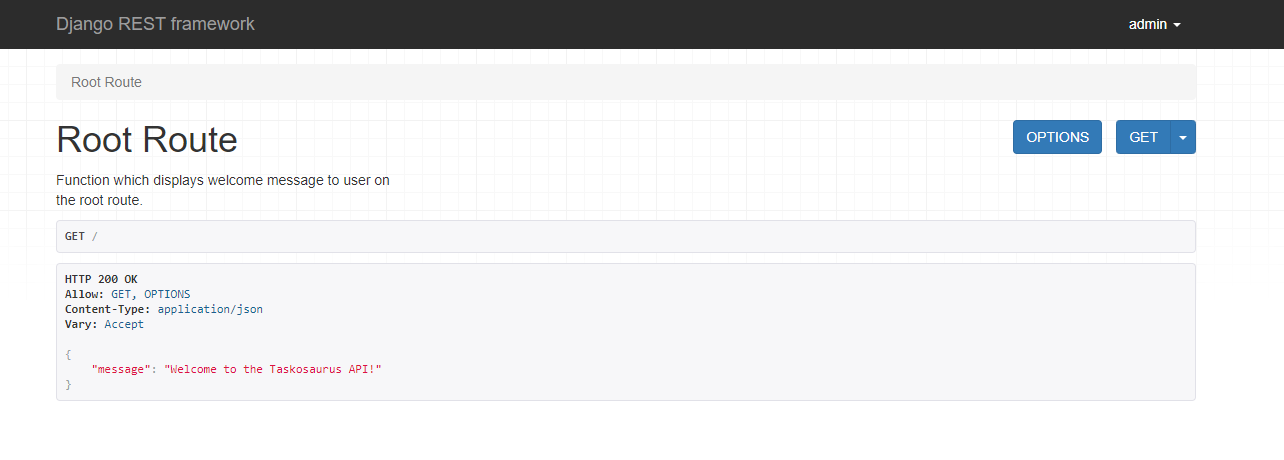 Django REST framework
admin
Root Route
Root Route
OPTIONS
GET
Function which displays welcome message to user on
the root route.
GET /
HTTP 200 OK
Allow: GET, OPTIONS
Content-Type: application/json
Vary: Accept
{
    "message": "Welcome to the Taskosaurus API!"
}